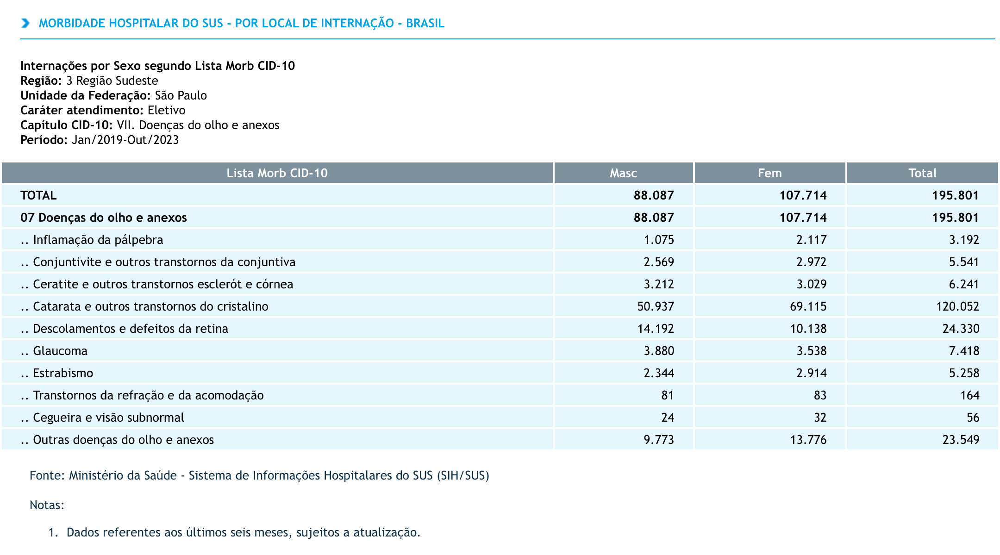 MORBIDADE HOSPITALAR DO SUS - POR LOCAL DE INTERNAÇÃO - BRASIL
Internações por Sexo segundo Lista Morb CID-10
Região: 3 Região Sudeste
Unidade da Federação: São Paulo
Caráter atendimento: Eletivo
Capítulo CID-10: VII. Doenças do olho e anexos
Período: Jan/2019-Out/2023
Lista Morb CID-10 Masc Fem Total
TOTAL 88.087 107.714 195.801
07 Doenças do olho e anexos 88.087 107.714 195.801
.. Inflamação da pálpebra 1.075 2.117 3.192
.. Conjuntivite e outros transtornos da conjuntiva 2.569 2.972 5.541
.. Ceratite e outros transtornos esclerót e córnea 3.212 3.029 6.241
.. Catarata e outros transtornos do cristalino 50.937 69.115 120.052
.. Descolamentos e defeitos da retina 14.192 10.138 24.330
.. Glaucoma 3.880 3.538 7.418
.. Estrabismo 2.344 2.914 5.258
.. Transtornos da refração e da acomodação 81 83 164
.. Cegueira e visão subnormal 24 32 56
.. Outras doenças do olho e anexos 9.773 13.776 23.549
Fonte: Ministério da Saúde - Sistema de Informações Hospitalares do SUS (SIH/SUS)
Notas:
1. Dados referentes aos últimos seis meses, sujeitos a atualização.